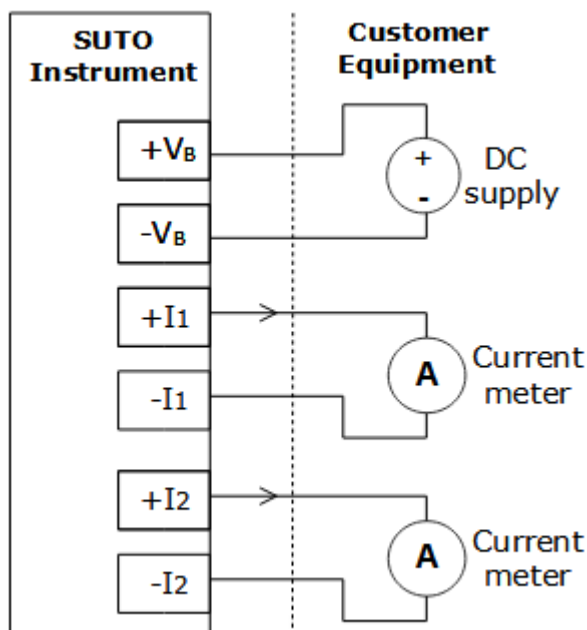 SUTO
Instrument
Customer
Equipment
+VB
-VB
+
-
DC
supply
+I1
-I1
A
Current
meter
+I2
-I2
A
Current
meter